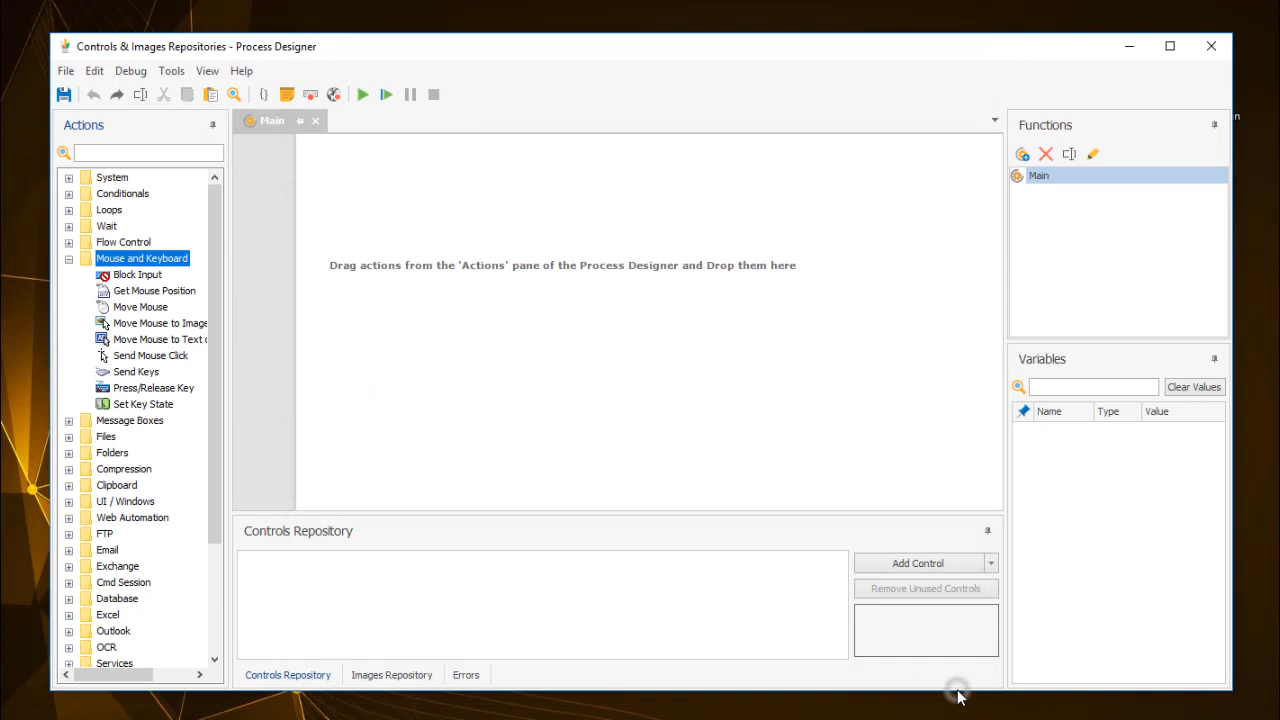 Controls & Images Repositories - Process Designer
File Edit Debug Tools View Help
Actions
System
Conditionals
Loops
Wait
Flow Control
Mouse and Keyboard
Block Input
Get Mouse Position
Move Mouse
Move Mouse to Image
Move Mouse to Text
Send Mouse Click
Send Keys
Press/Release Key
Set Key State
Message Boxes
Files
Folders
Compression
Clipboard
UI / Windows
Web Automation
FTP
Email
Exchange
Cmd Session
Database
Excel
Outlook
OCR
Services
Main
Drag actions from the 'Actions' pane of the Process Designer and Drop them here
Controls Repository
Add Control
Remove Unused Controls
Controls Repository Images Repository Errors
Functions
Main
Variables
Clear Values
Name Type Value